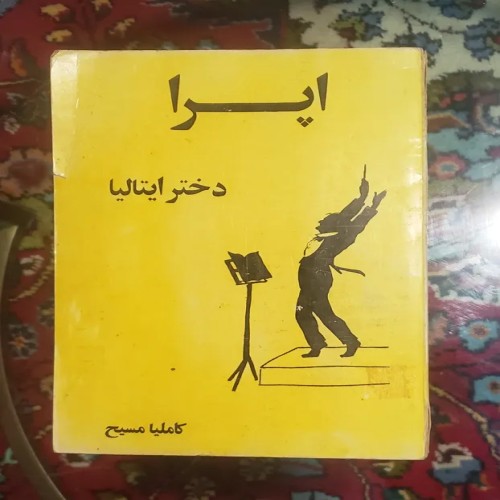 اپرا
دختر ایتالیا
کاملیا مسیح